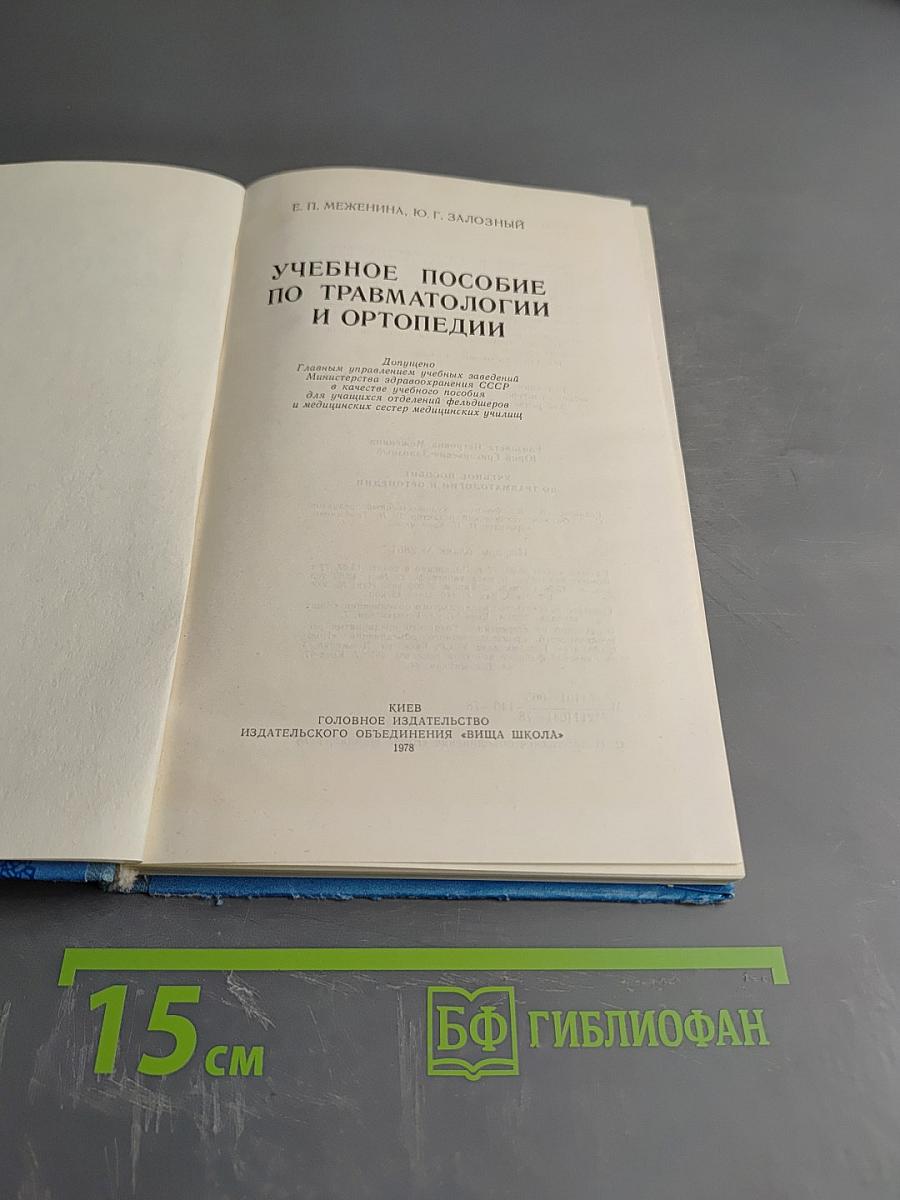 Е. П. МЕЖЕНИНА, Ю. Г. ЗАЛОЗНЫЙ
УЧЕБНОЕ ПОСОБИЕ
ПО ТРАВМАТОЛОГИИ
И ОРТОПЕДИИ
Допущено
Главным управлением учебных заведений
Министерства здравоохранения СССР
в качестве учебного пособия
для учащихся отделений фельдшеров
и медицинских сестер медицинских училищ
КИЕВ
ГОЛОВНОЕ ИЗДАТЕЛЬСТВО
ИЗДАТЕЛЬСКОГО ОБЪЕДИНЕНИЯ «ВИЩА ШКОЛА»
1978
15 см
БФ ГИБЛИОФАН